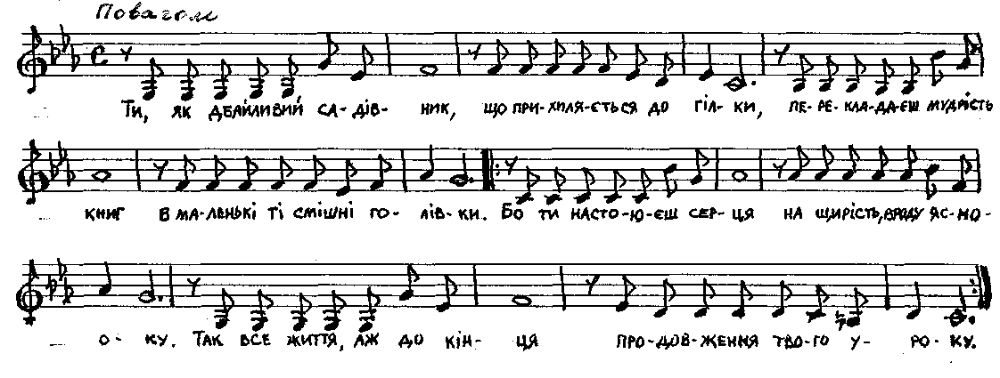 Повагом
Ти, як дбайливий са-дів- ник, що при-хиля-ється до гіл- ки, пе-ре-кла-да-єш мудрість
книг в ма-ленькі ті смішні го-лів-ки. Бо ти насто-ю-єш сер-ця на щирість, вроду яс-но-
о-ку. Так все життя, аж до кін- ця про-дов-ження тво-го у-ро-ку.